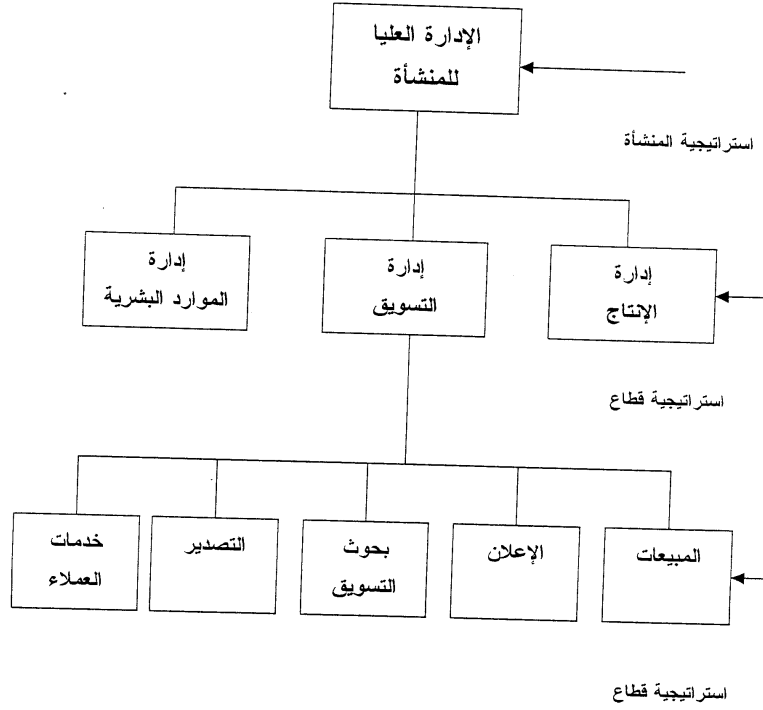 الإدارة العليا
للمنشأة
استراتيجية المنشأة
إدارة
الإنتاج
إدارة
التسويق
إدارة
الموارد البشرية
استراتيجية قطاع
المبيعات
الإعلان
بحوث
التسويق
التصدير
خدمات
العملاء
استراتيجية قطاع